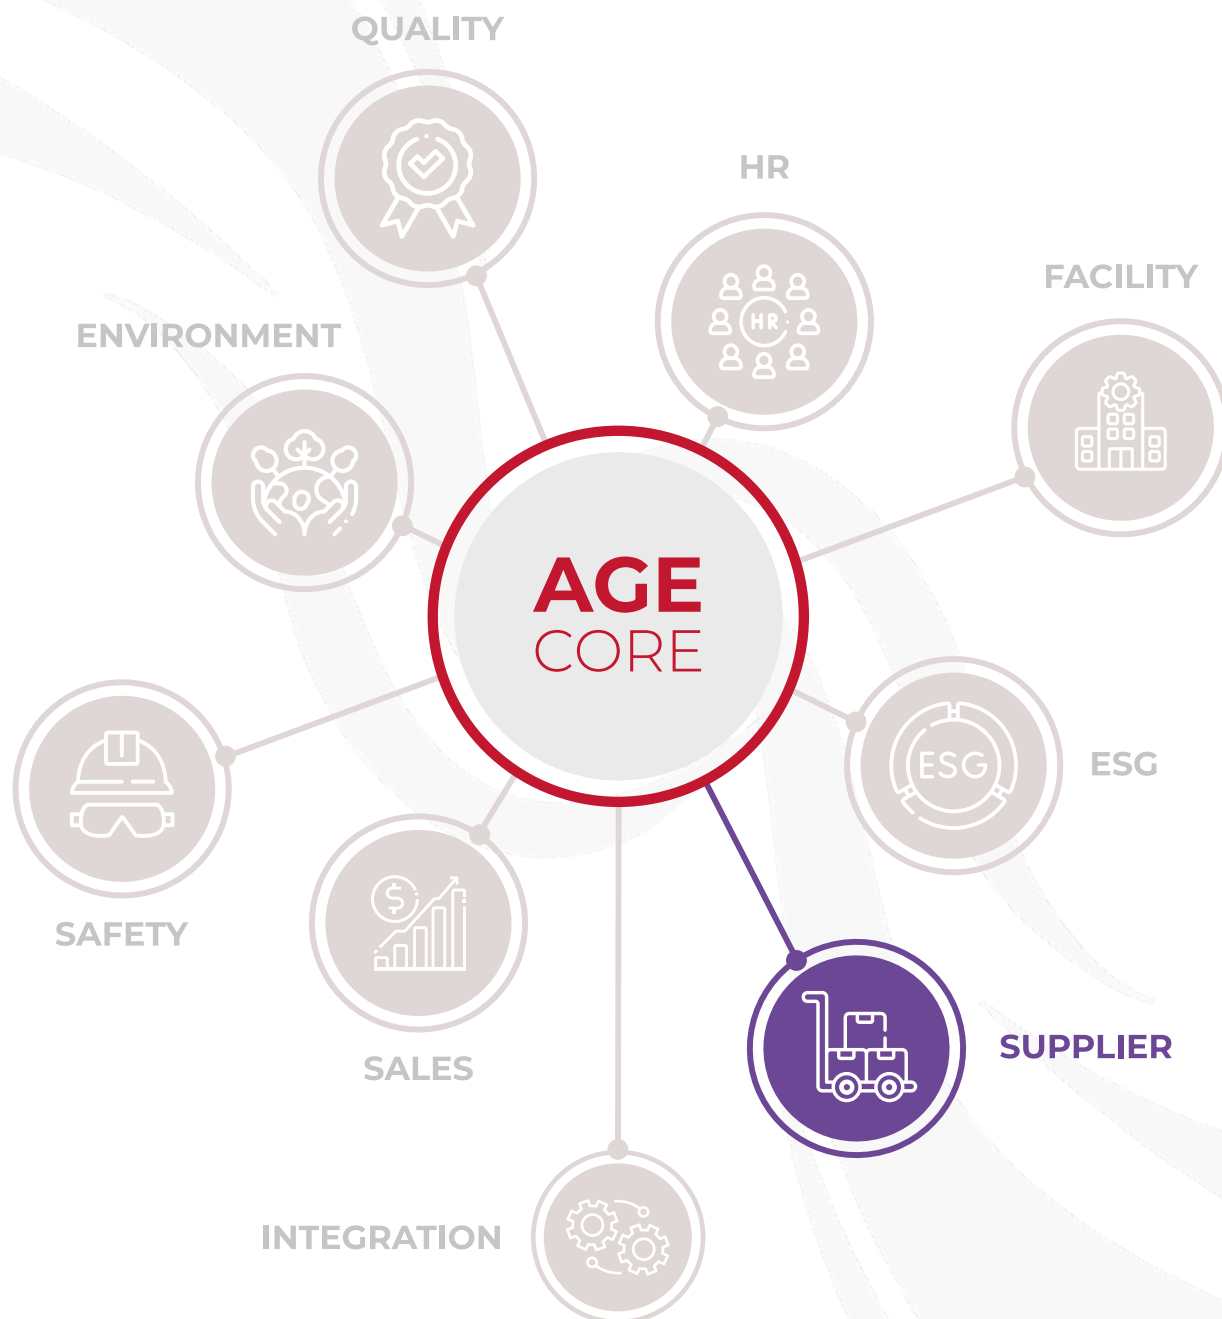 QUALITY
HR
FACILITY
ENVIRONMENT
HR
AGE
CORE
ESG
ESG
SAFETY
SUPPLIER
SALES
INTEGRATION